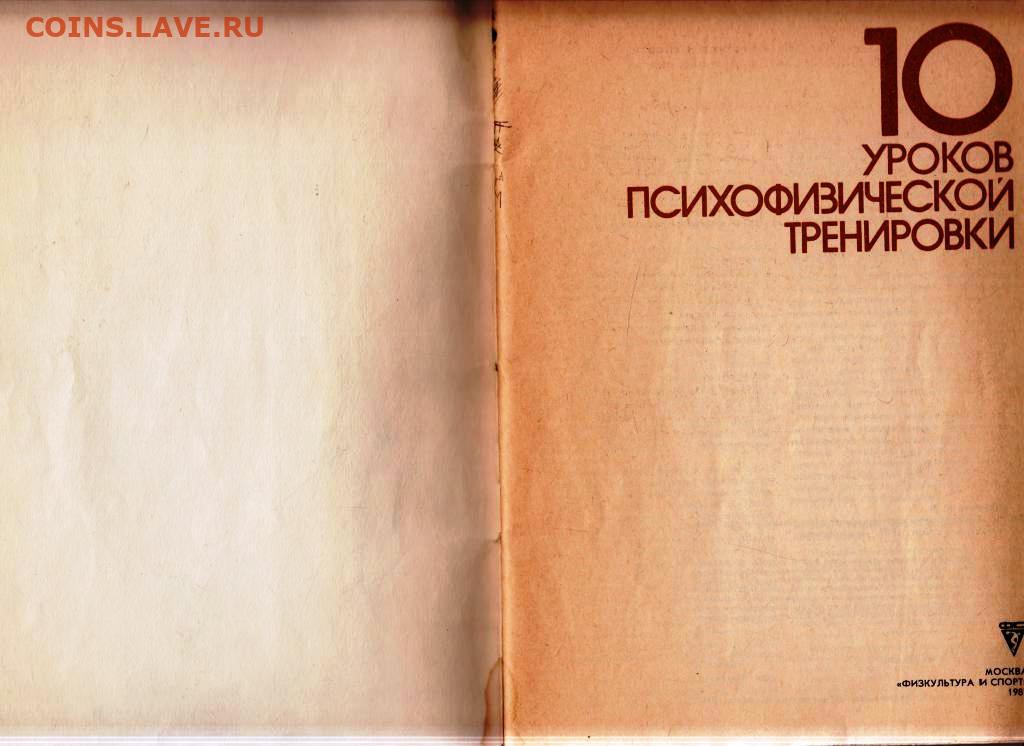 COINS.LAVE.RU
10
УРОКОВ
ПСИХОФИЗИЧЕСКОЙ
ТРЕНИРОВКИ
МОСКВА
«ФИЗКУЛЬТУРА И СПОРТ»